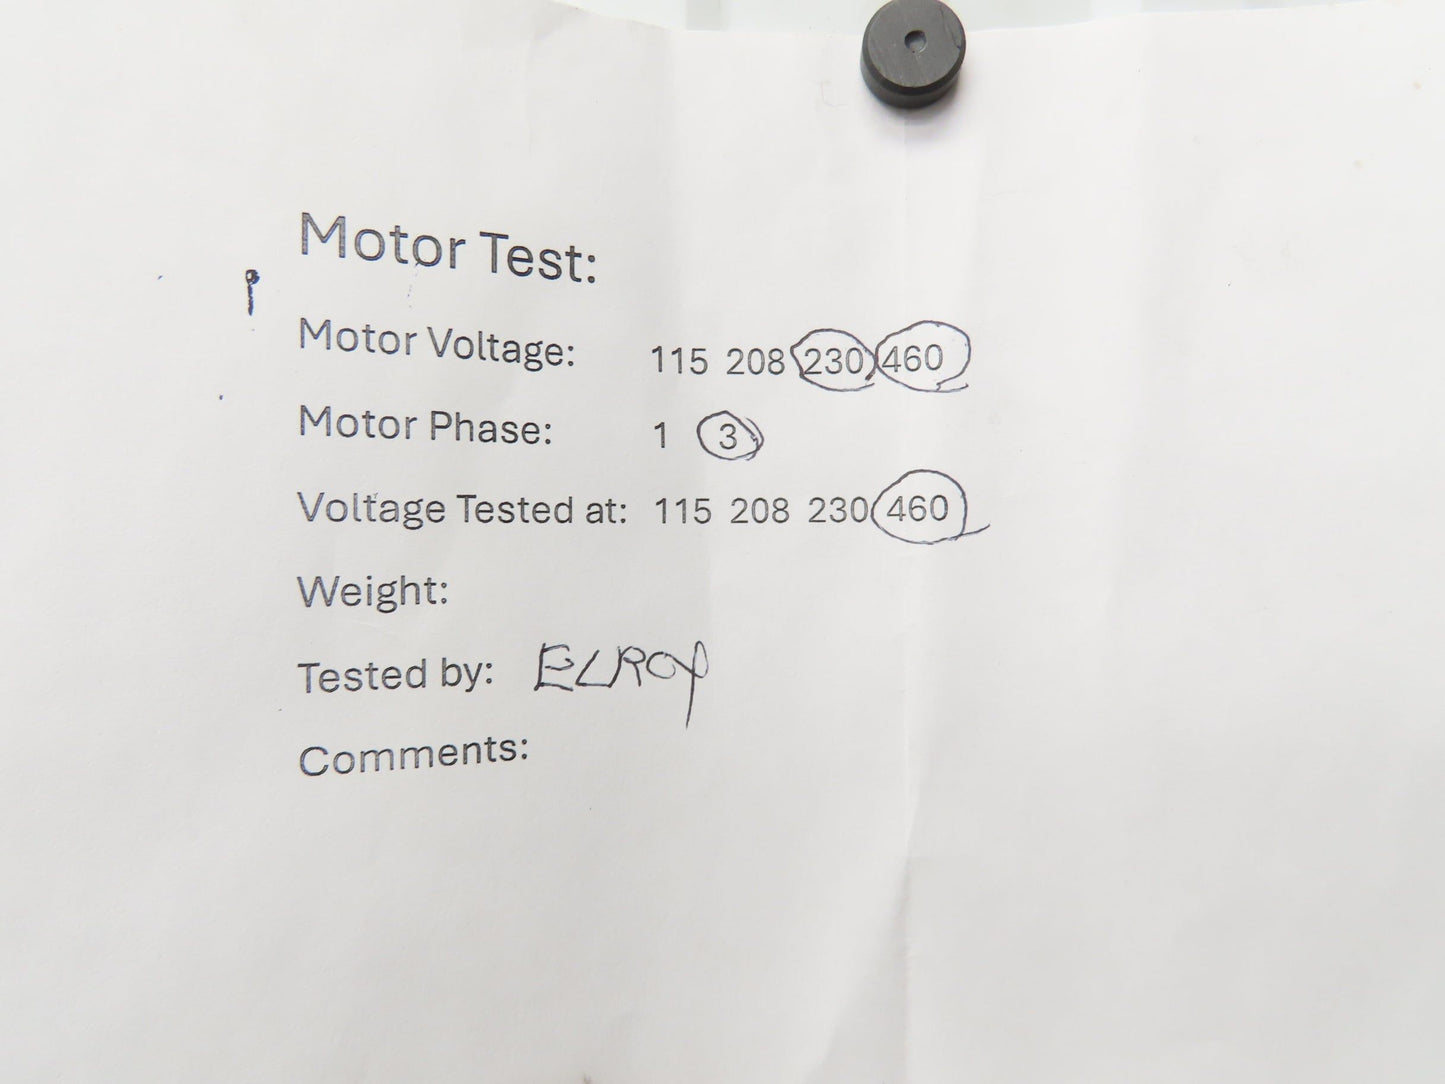 Motor Test:
Motor Voltage: 115 208 230 460
Motor Phase: 1 3
Voltage Tested at: 115 208 230 460
Weight:
Tested by: ELROY
Comments: